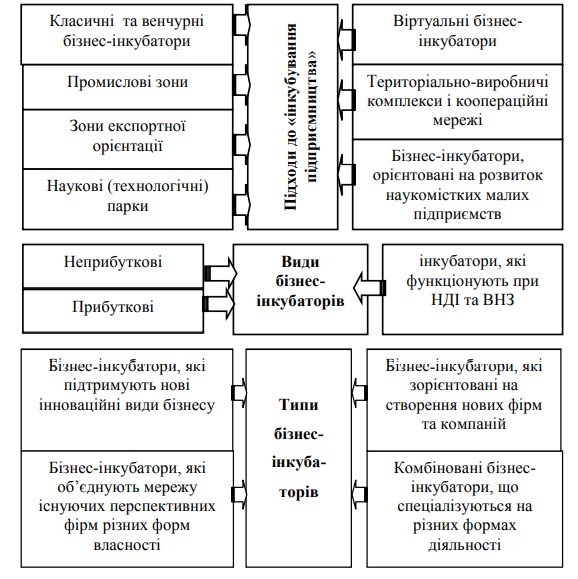 Класичні та венчурні
бізнес-інкубатори
Промислові зони
Зони експортної
орієнтації
Наукові (технологічні)
парки
Підходи до «інкубування
підприємництва»
Віртуальні бізнес-
інкубатори
Територіально-виробничі
комплекси і коопераційні
мережі
Бізнес-інкубатори,
орієнтовані на розвиток
наукомістких малих
підприємств
Неприбуткові
Прибуткові
Види
бізнес-
інкубаторів
інкубатори, які
функціонують при
НДІ та ВНЗ
Бізнес-інкубатори, які
підтримують нові
інноваційні види бізнесу
Бізнес-інкубатори, які
об’єднують мережу
існуючих перспективних
фірм різних форм
власності
Типи
бізнес-
інкуба-
торів
Бізнес-інкубатори, які
зорієнтовані на
створення нових фірм
та компаній
Комбіновані бізнес-
інкубатори, що
спеціалізуються на
різних формах
діяльності